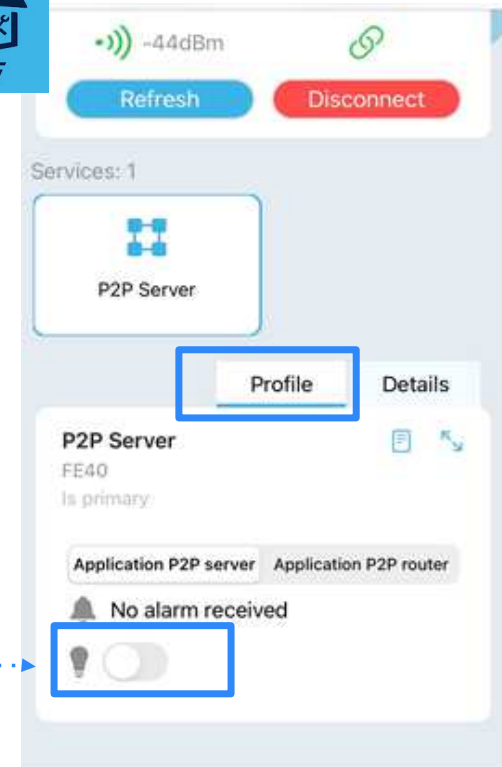 -44dBm
Refresh Disconnect
Services: 1
P2P Server
Profile Details
P2P Server
FE40
Is primary
Application P2P server Application P2P router
No alarm received